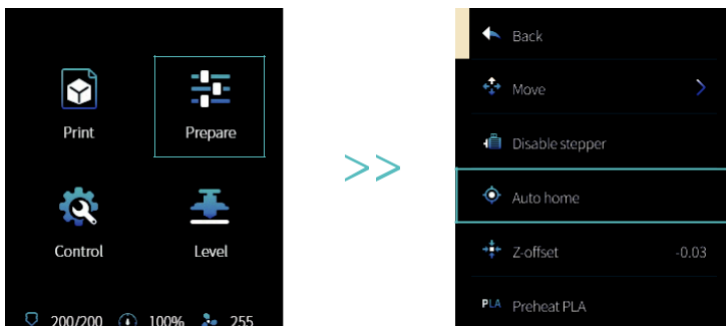 Print Prepare
Control Level
200/200 100% 255
>>
Back
Move
Disable stepper
Auto home
Z-offset -0.03
PLA Preheat PLA